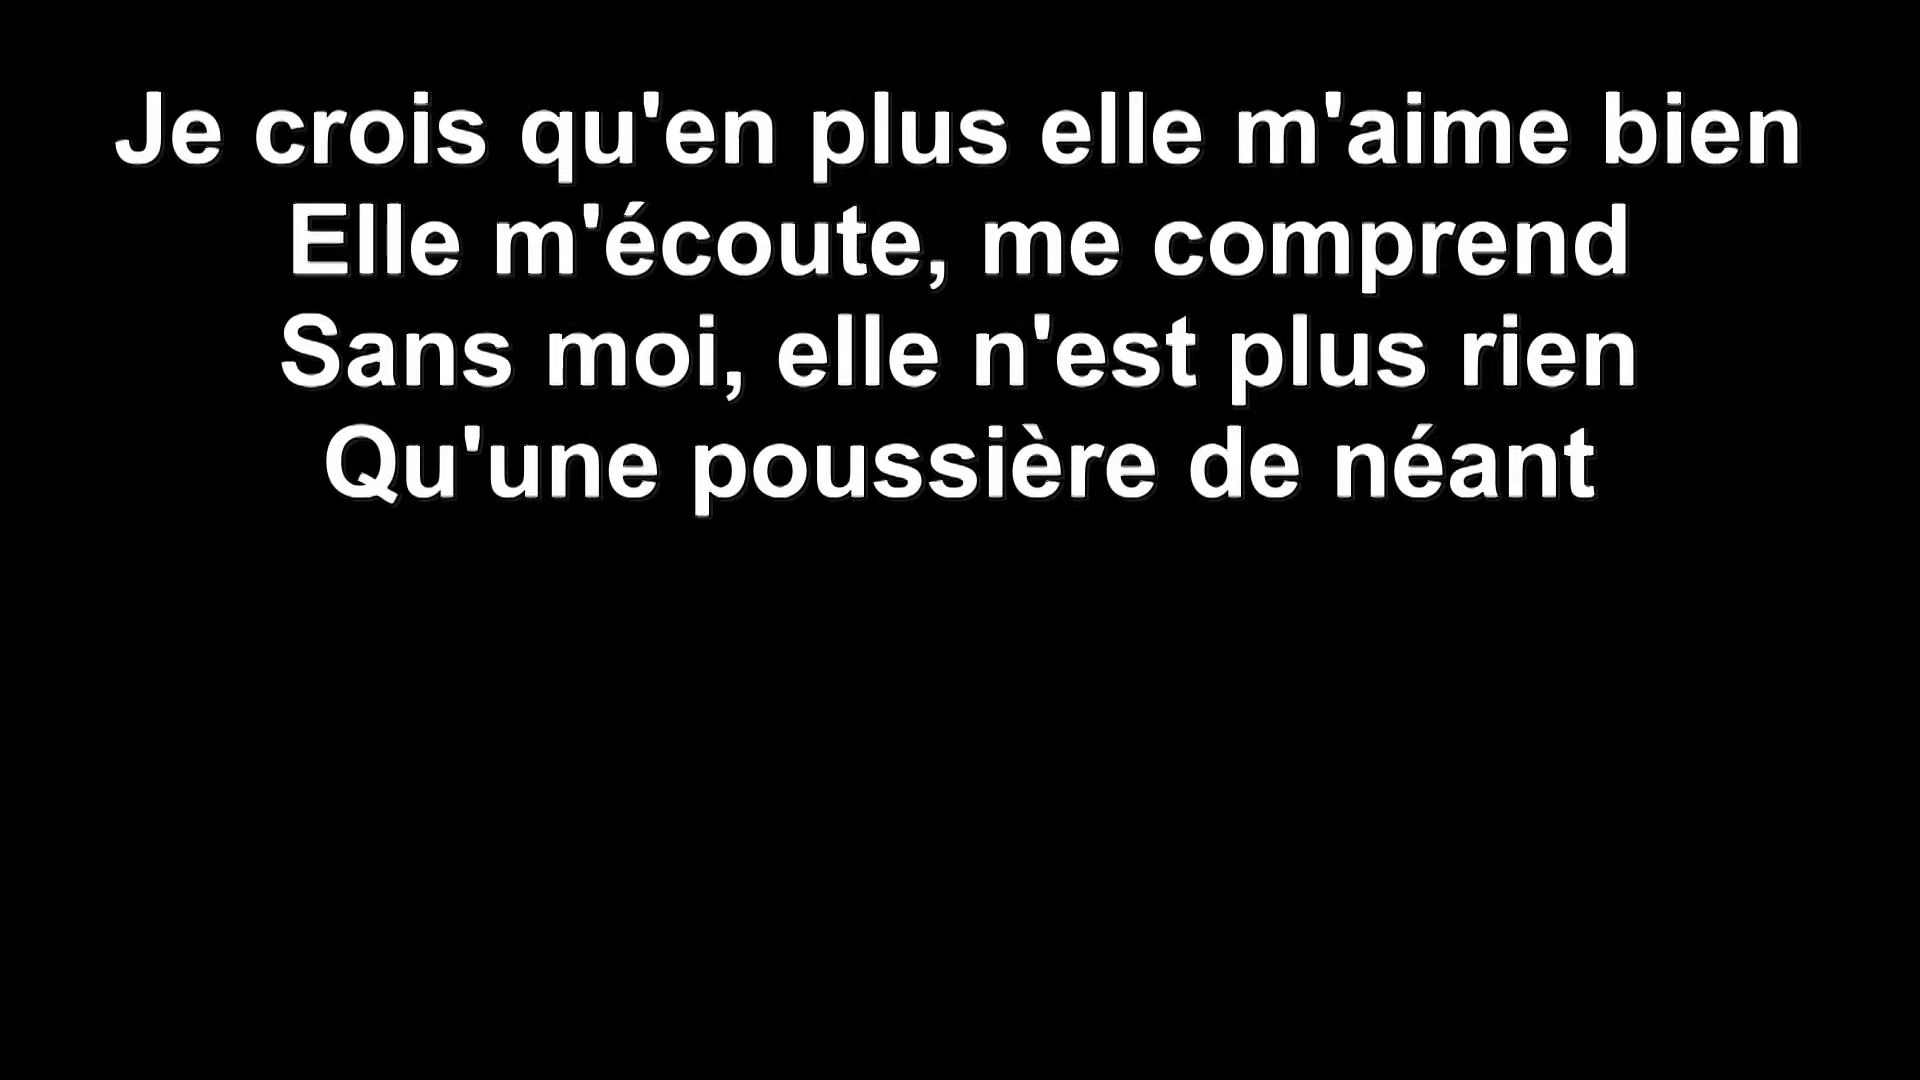 Je crois qu'en plus elle m'aime bien
Elle m'écoute, me comprend
Sans moi, elle n'est plus rien
Qu'une poussière de néant